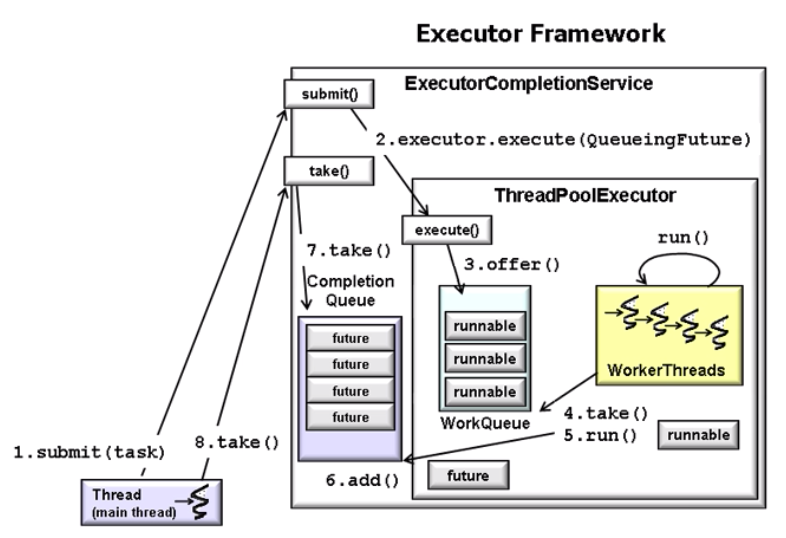 Executor Framework
ExecutorCompletionService
submit()
2.executor.execute(QueueingFuture)
take()
ThreadPoolExecutor
execute()
run()
7.take()
3.offer()
Completion
Queue
runnable
runnable
runnable
future
future
future
future
WorkerThreads
WorkQueue
4.take()
5.run()
runnable
1.submit(task)
8.take()
6.add()
future
Thread
(main thread)